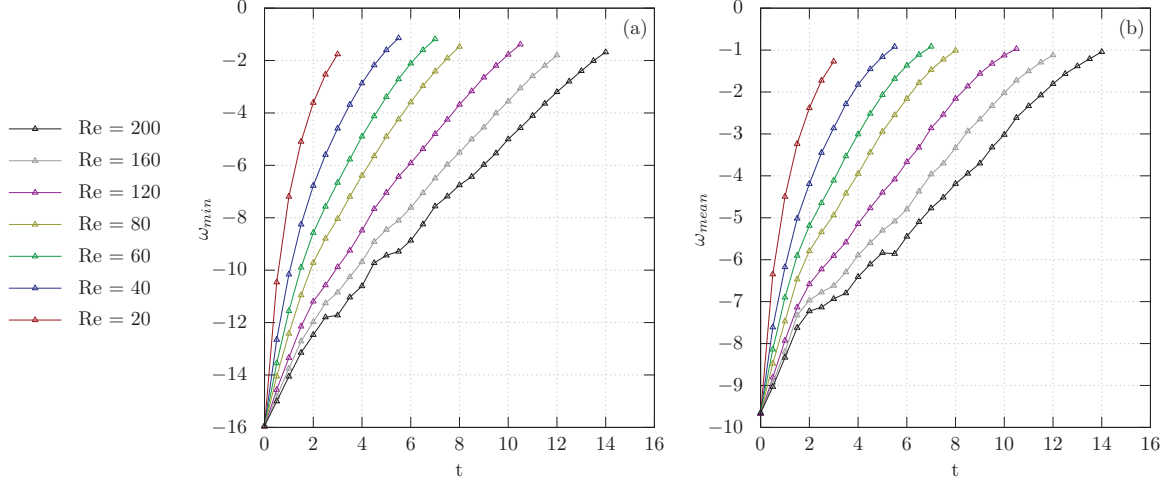 Re = 200
Re = 160
Re = 120
Re = 80
Re = 60
Re = 40
Re = 20
(a)
0
−2
−4
−6
−8
−10
−12
−14
−16
ω_min
0 2 4 6 8 10 12 14 16
t
(b)
0
−1
−2
−3
−4
−5
−6
−7
−8
−9
−10
ω_mean
0 2 4 6 8 10 12 14 16
t